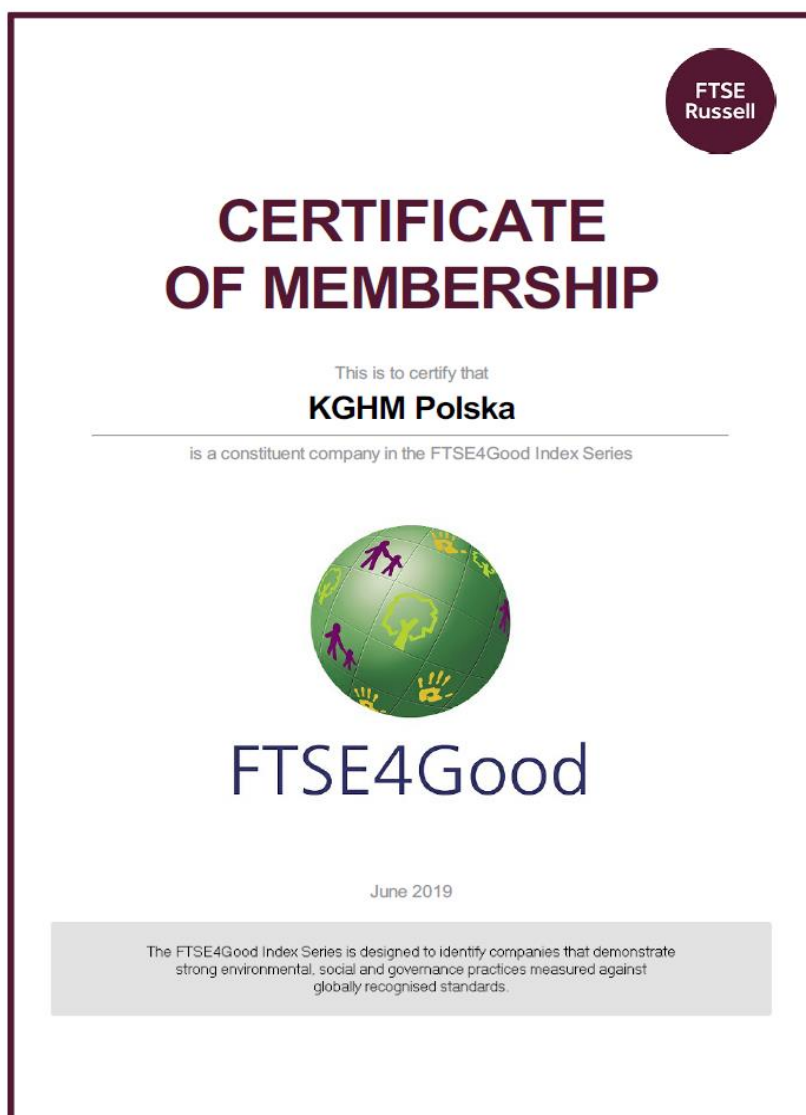 FTSE
Russell
CERTIFICATE
OF MEMBERSHIP
This is to certify that
KGHM Polska
is a constituent company in the FTSE4Good Index Series
FTSE4Good
June 2019
The FTSE4Good Index Series is designed to identify companies that demonstrate
strong environmental, social and governance practices measured against
globally recognised standards.